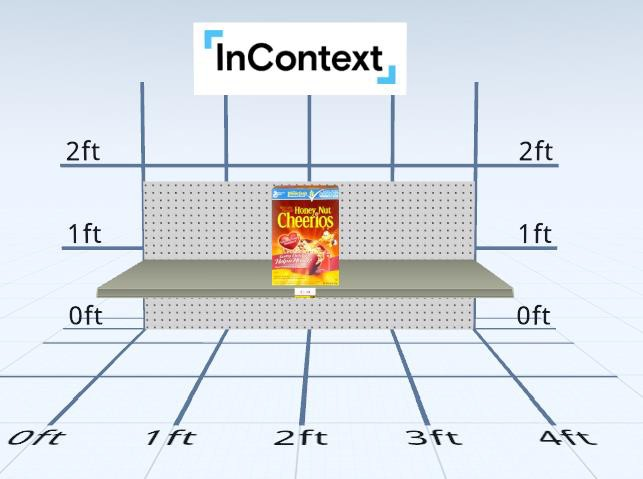 InContext
2ft 2ft
Honey Nut
Cheerios
1ft 1ft
0ft 0ft
0ft 1ft 2ft 3ft 4ft